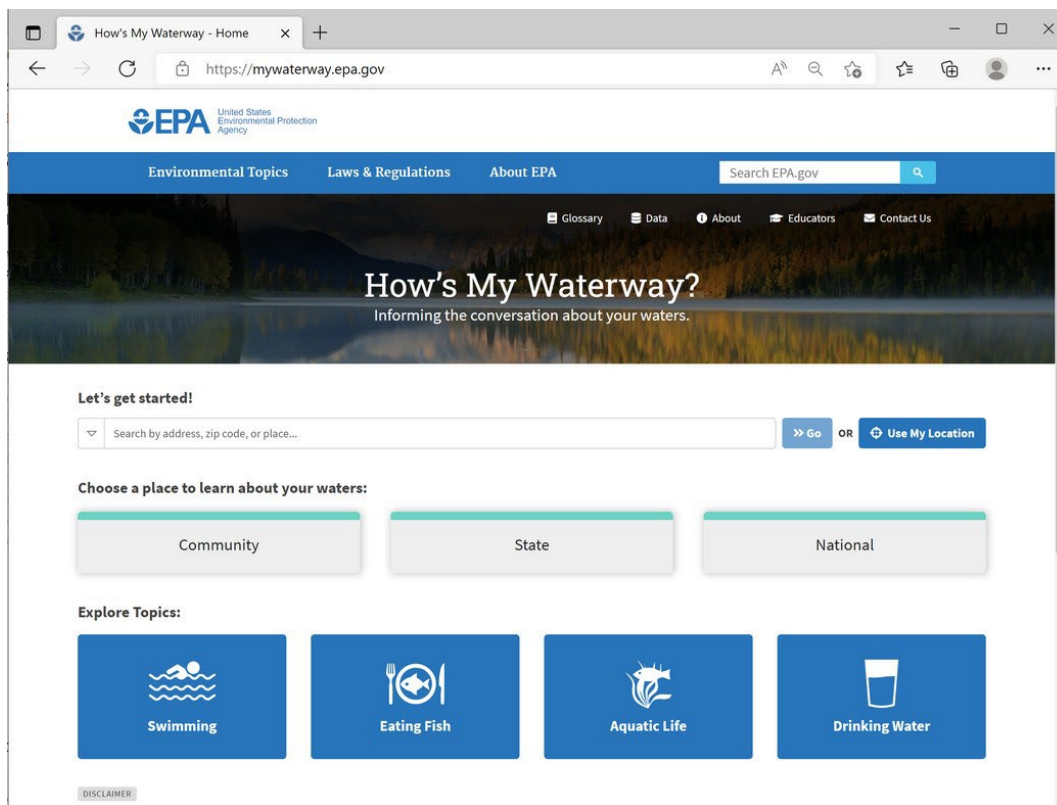 How's My Waterway - Home
https://mywaterway.epa.gov
EPA United States
Environmental Protection
Agency
Environmental Topics Laws & Regulations About EPA Search EPA.gov
Glossary Data About Educators Contact Us
How's My Waterway?
Informing the conversation about your waters.
Let's get started!
Search by address, zip code, or place... Go OR Use My Location
Choose a place to learn about your waters:
Community State National
Explore Topics:
Swimming Eating Fish Aquatic Life Drinking Water
DISCLAIMER